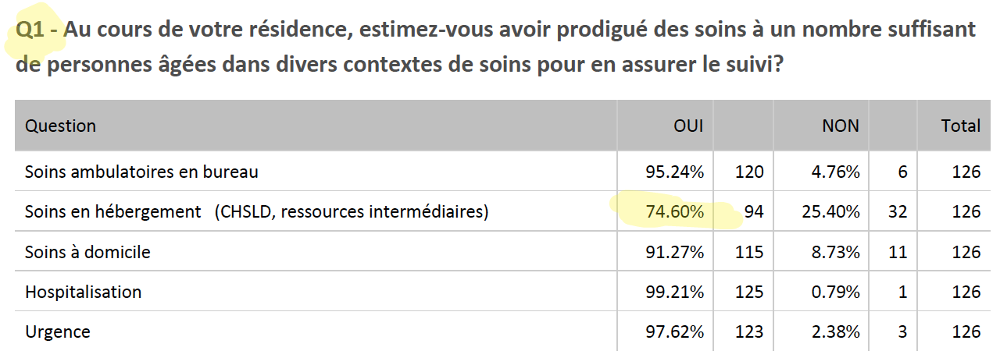 Q1 - Au cours de votre résidence, estimez-vous avoir prodigué des soins à un nombre suffisant
de personnes âgées dans divers contextes de soins pour en assurer le suivi?
Question OUI NON Total
Soins ambulatoires en bureau 95.24% 120 4.76% 6 126
Soins en hébergement (CHSLD, ressources intermédiaires) 74.60% 94 25.40% 32 126
Soins à domicile 91.27% 115 8.73% 11 126
Hospitalisation 99.21% 125 0.79% 1 126
Urgence 97.62% 123 2.38% 3 126